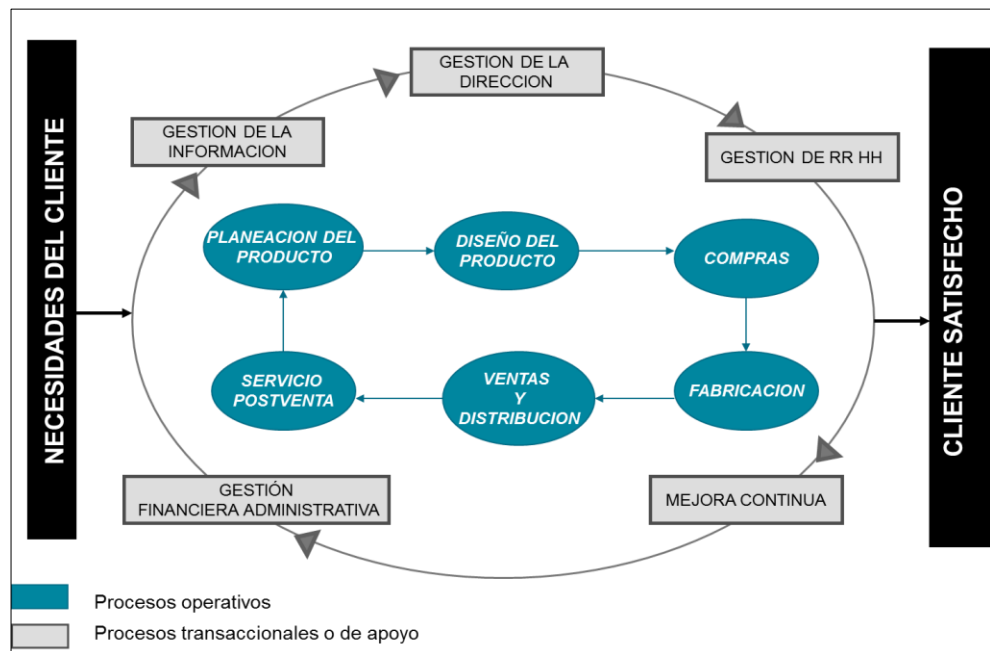 NECESIDADES DEL CLIENTE
GESTION DE LA
DIRECCION
GESTION DE LA
INFORMACION
GESTION DE RR HH
PLANEACION DEL
PRODUCTO
DISEÑO DEL
PRODUCTO
COMPRAS
SERVICIO
POSTVENTA
VENTAS
Y
DISTRIBUCION
FABRICACION
GESTIÓN
FINANCIERA ADMINISTRATIVA
MEJORA CONTINUA
CLIENTE SATISFECHO
Procesos operativos
Procesos transaccionales o de apoyo